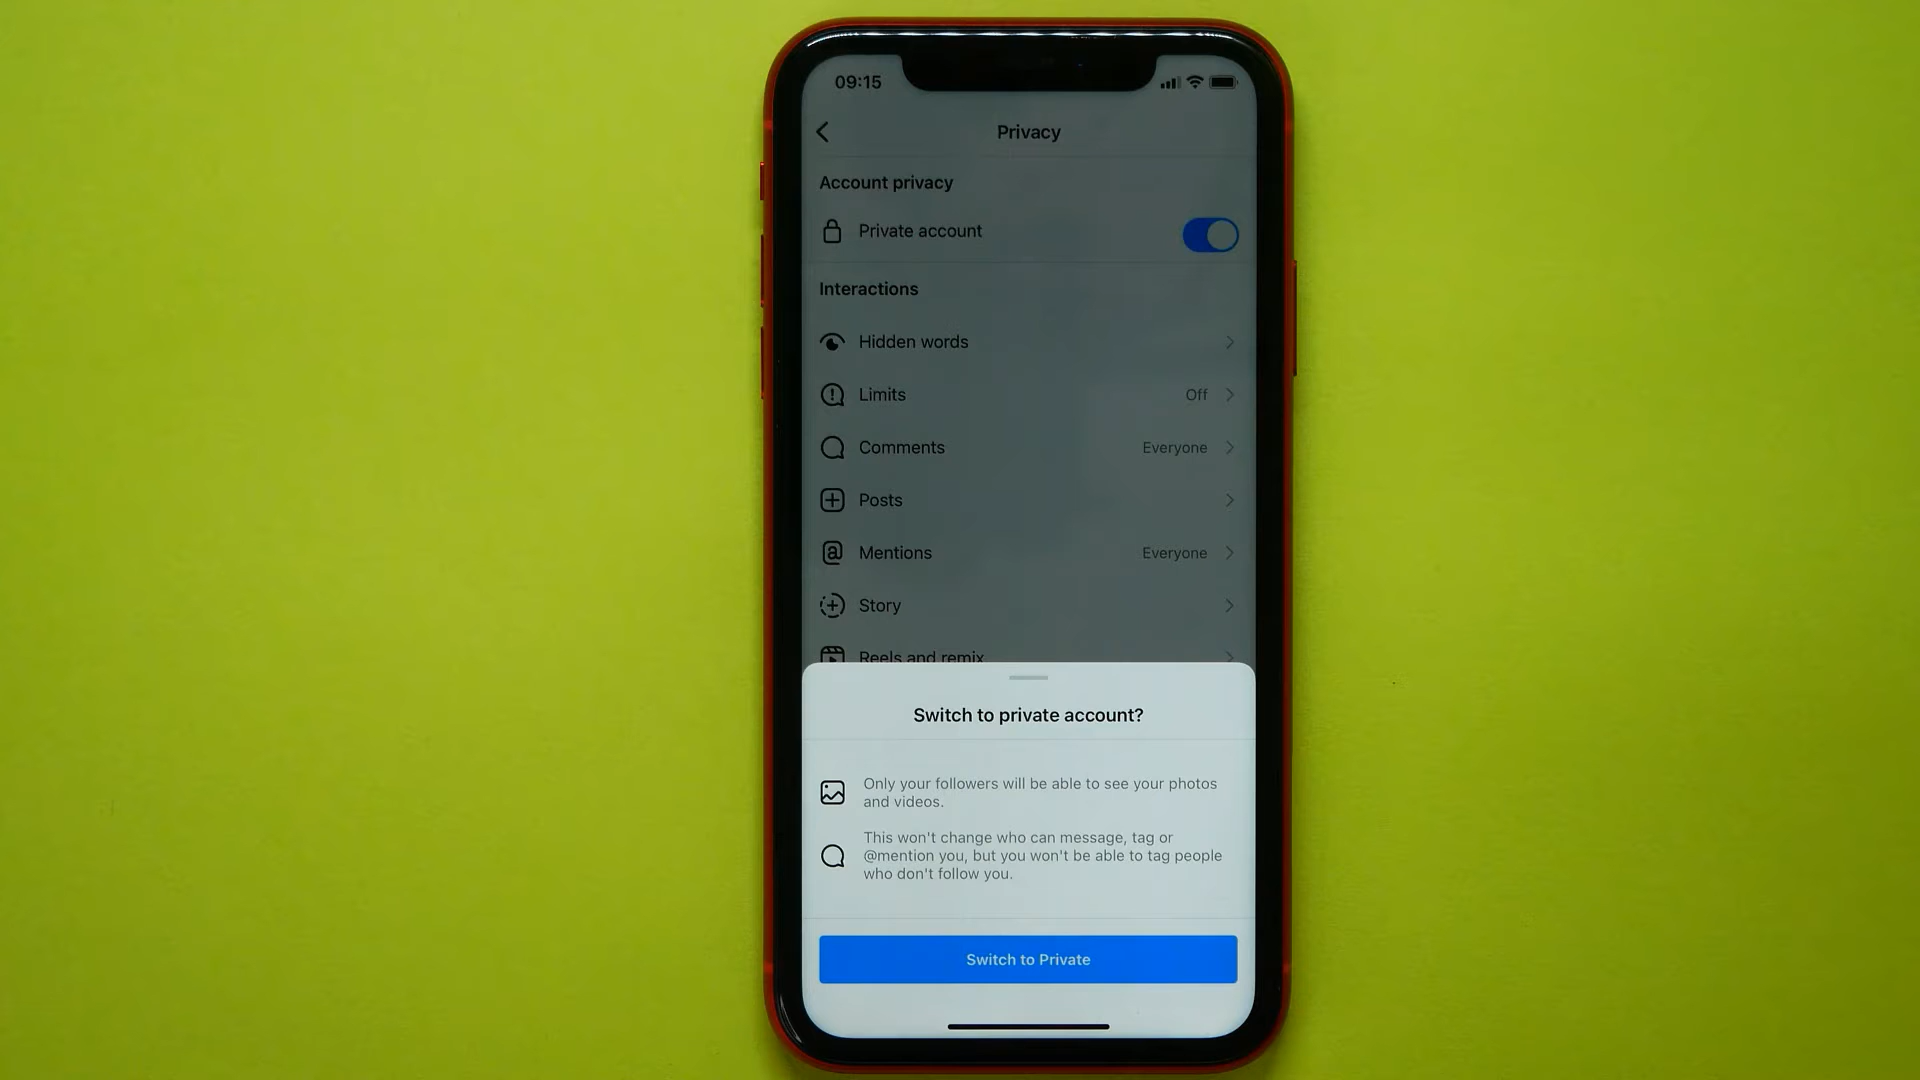 09:15
Privacy
Account privacy
Private account
Interactions
Hidden words
Limits Off
Comments Everyone
Posts
Mentions Everyone
Story
Reels and remix
Switch to private account?
Only your followers will be able to see your photos
and videos.
This won't change who can message, tag or
@mention you, but you won't be able to tag people
who don't follow you.
Switch to Private